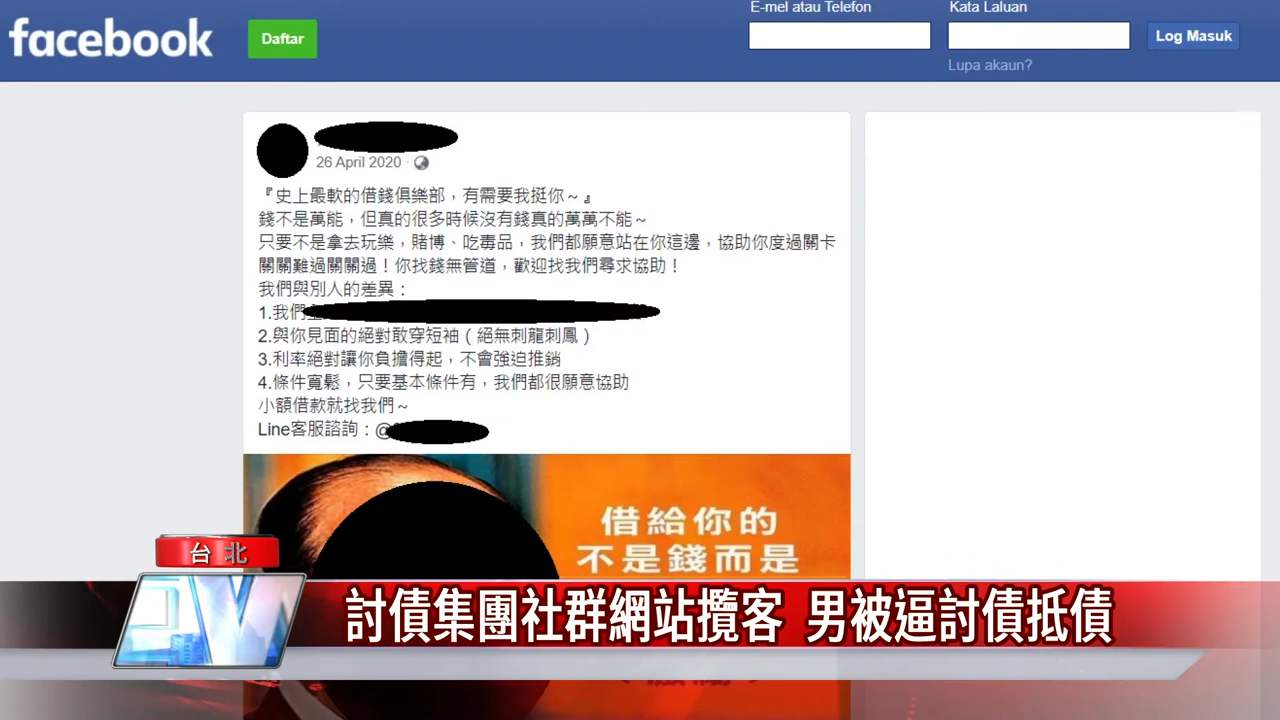 facebook
Daftar
E-mel atau Telefon
Kata Laluan
Log Masuk
Lupa akaun?
26 April 2020
『史上最軟的借錢俱樂部，有需要我挺你～』
錢不是萬能，但真的很多時候沒有錢真的萬萬不能～
只要不是拿去玩樂，賭博、吃毒品，我們都願意站在你這邊，協助你度過關卡
關關難過關關過！你找錢無管道，歡迎找我們尋求協助！
我們與別人的差異：
1.我們
2.與你見面的絕對敢穿短袖（絕無刺龍刺鳳）
3.利率絕對讓你負擔得起，不會強迫推銷
4.條件寬鬆，只要基本條件有，我們都很願意協助
小額借款就找我們～
Line客服諮詢：@
借給你的
不是錢而是
台北
討債集團社群網站攬客 男被逼討債抵債